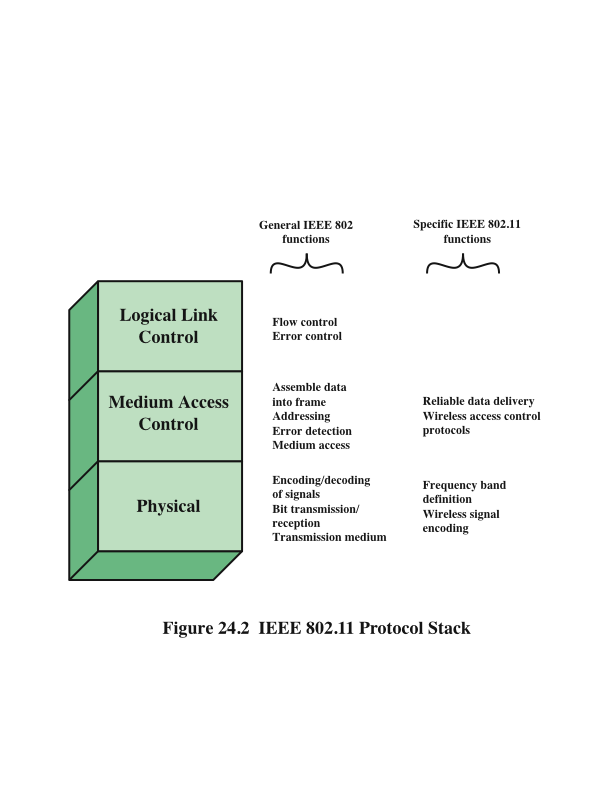 General IEEE 802
functions
Specific IEEE 802.11
functions
Logical Link
Control
Flow control
Error control
Medium Access
Control
Assemble data
into frame
Addressing
Error detection
Medium access
Reliable data delivery
Wireless access control
protocols
Physical
Encoding/decoding
of signals
Bit transmission/
reception
Transmission medium
Frequency band
definition
Wireless signal
encoding
Figure 24.2  IEEE 802.11 Protocol Stack